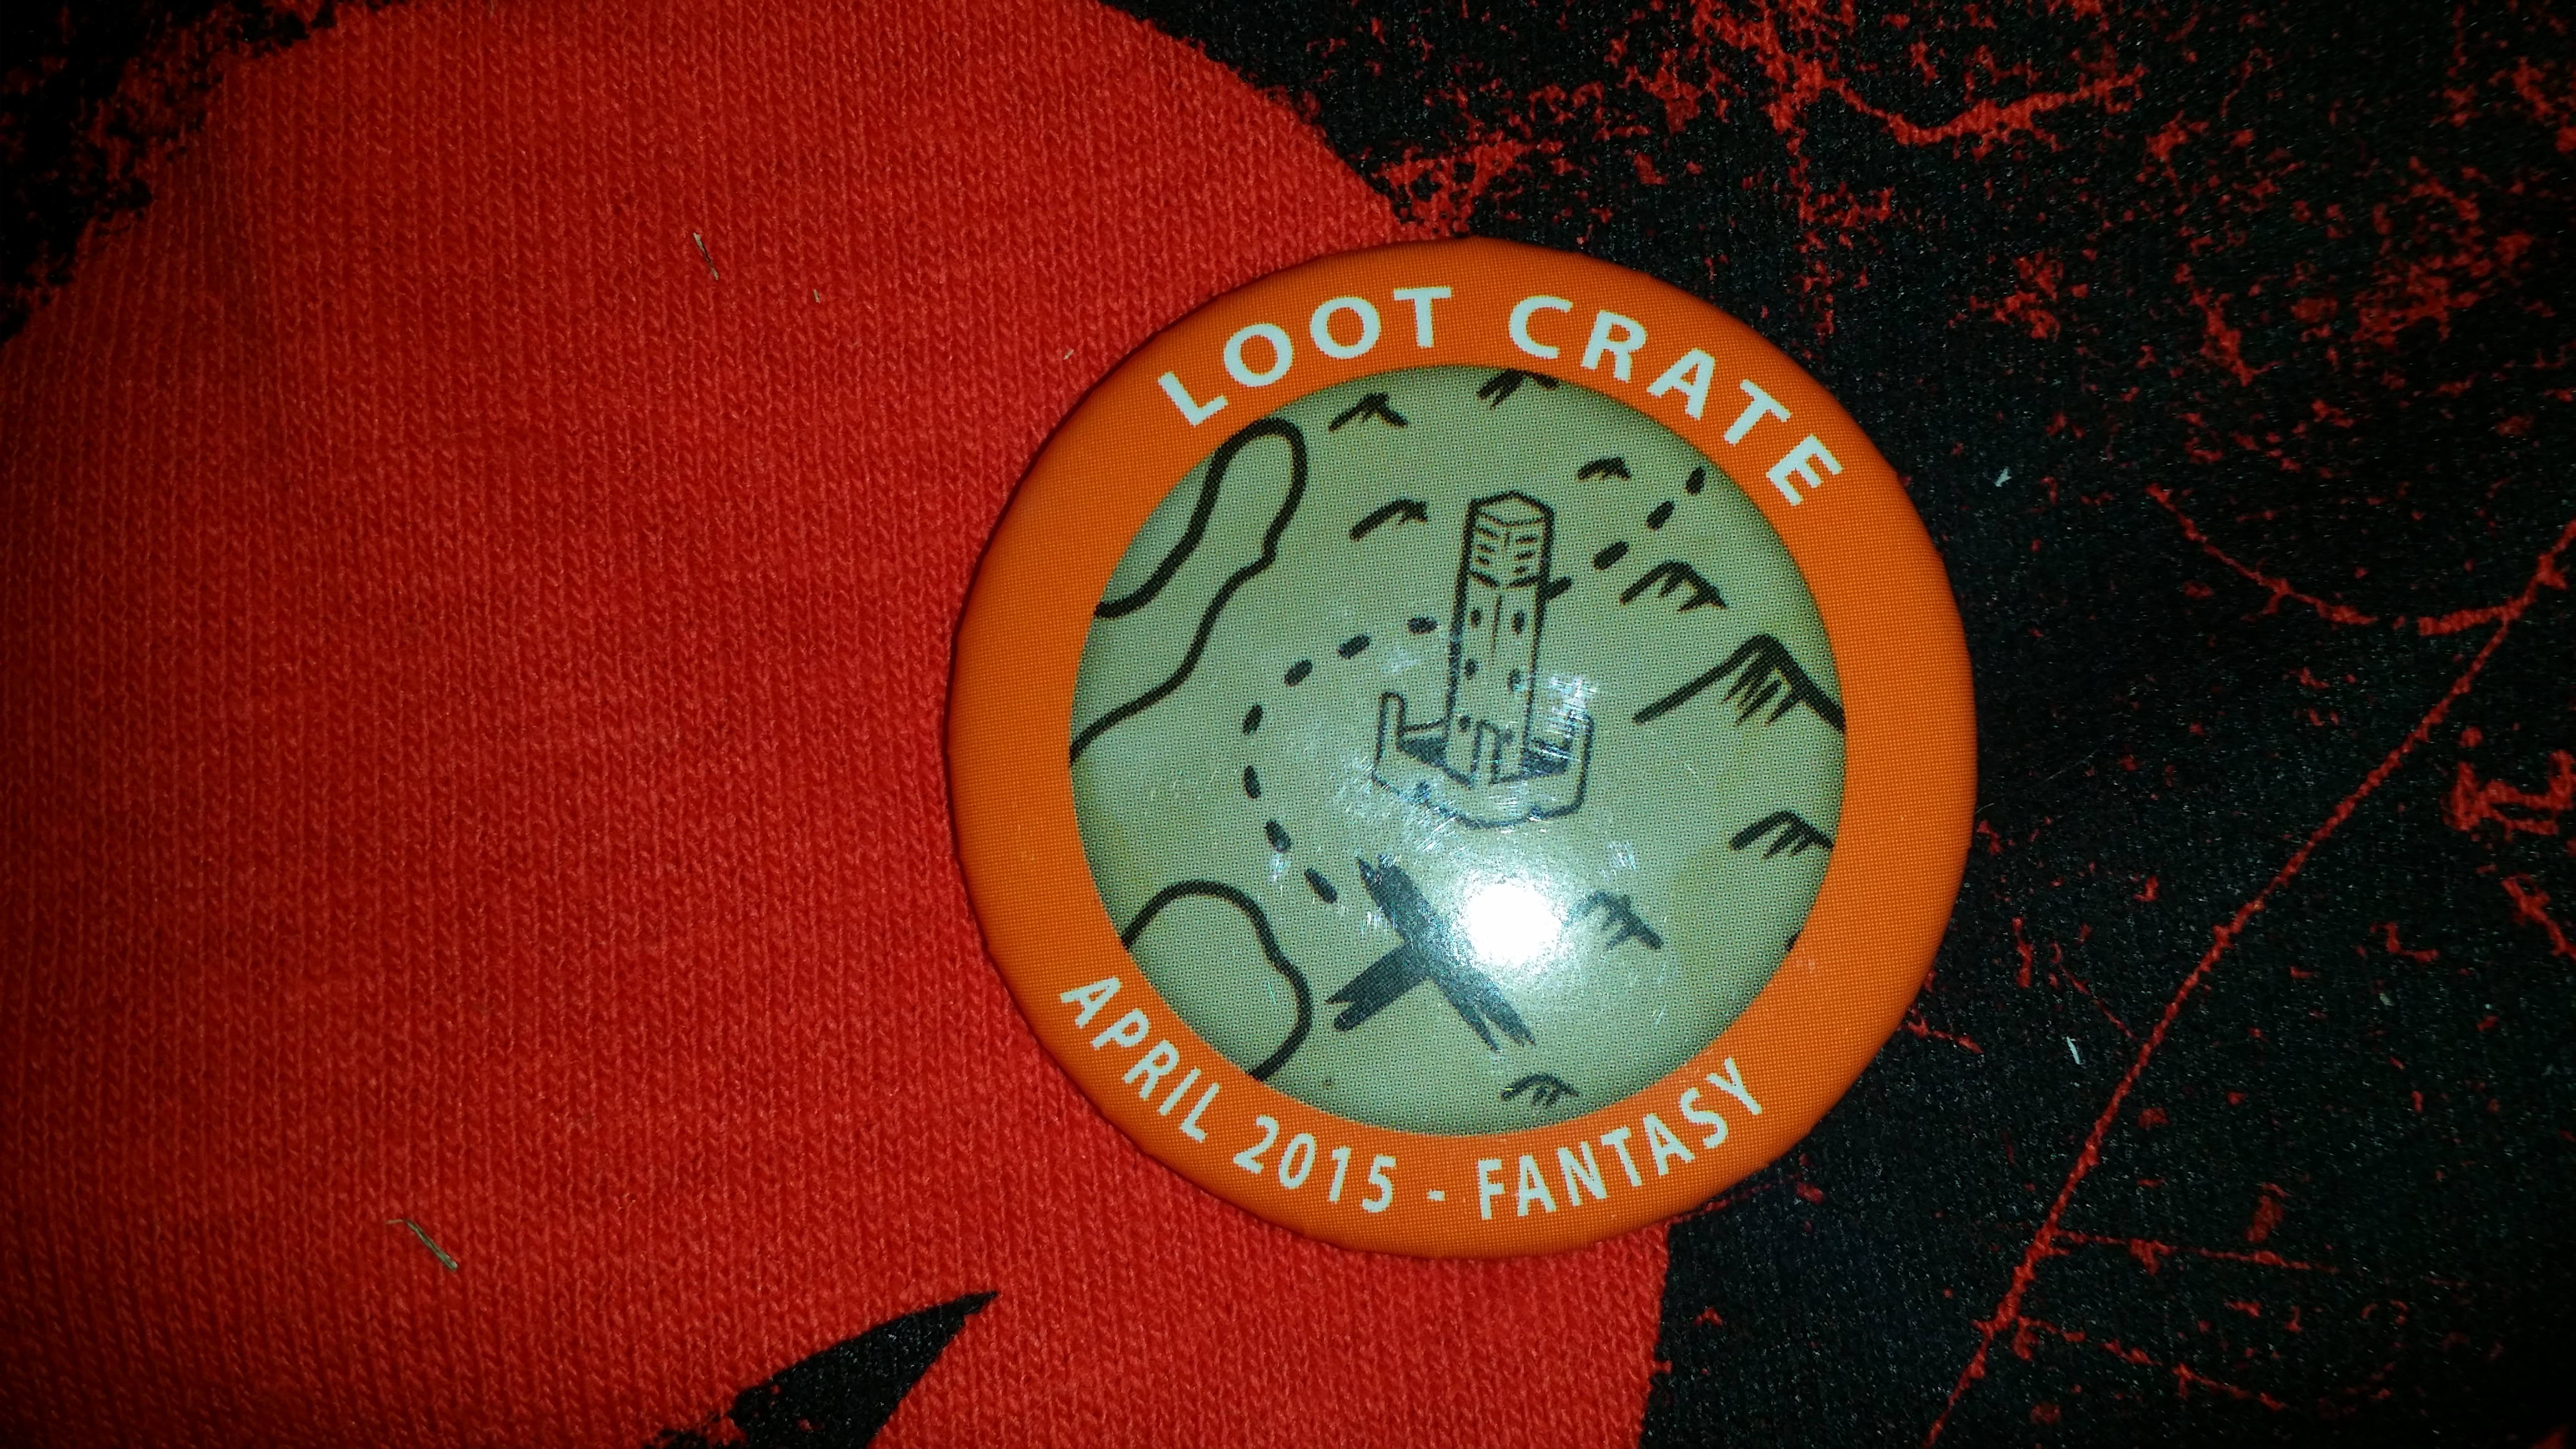 LOOT CRATE
APRIL 2015 - FANTASY